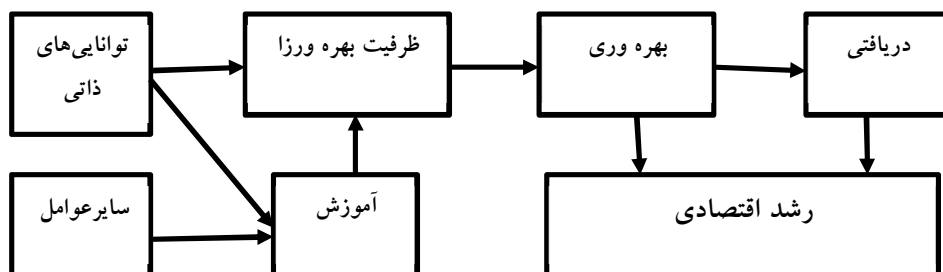 توانایی‌های
ذاتی
ظرفیت بهره ورزا
بهره وری
دریافتی
سایرعوامل
آموزش
رشد اقتصادی